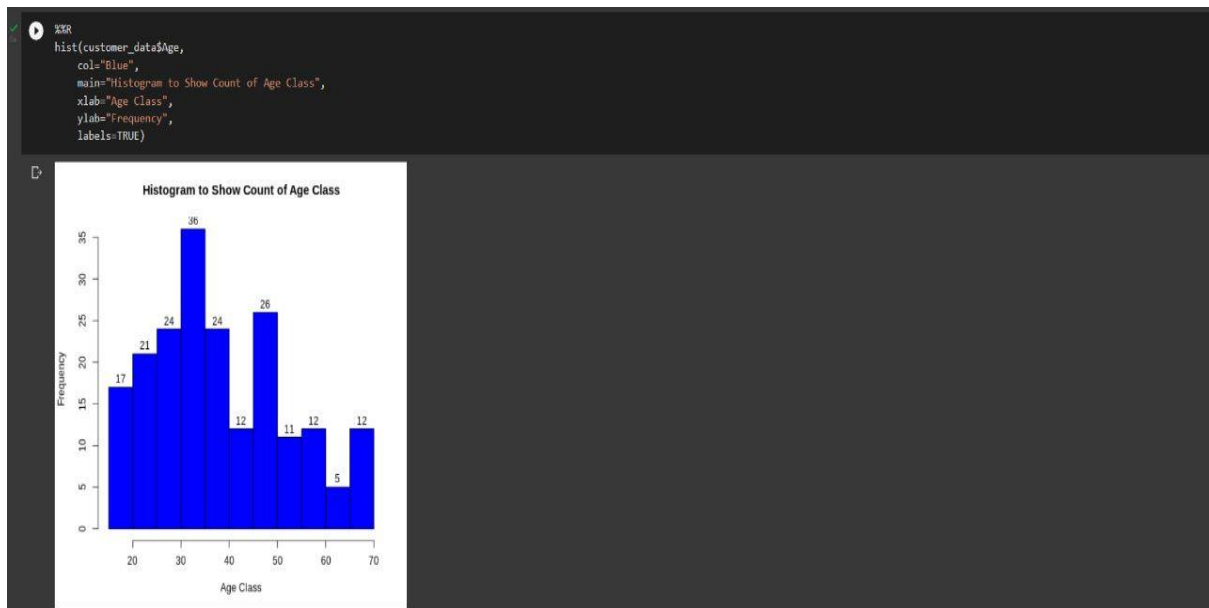 %%R
hist(customer_data$Age,
col="Blue",
main="Histogram to Show Count of Age Class",
xlab="Age Class",
ylab="Frequency",
labels=TRUE)
Histogram to Show Count of Age Class
36
35
30
26
25
24
24
21
20
17
15
12
12
12
11
10
5
5
0
Frequency
20 30 40 50 60 70
Age Class